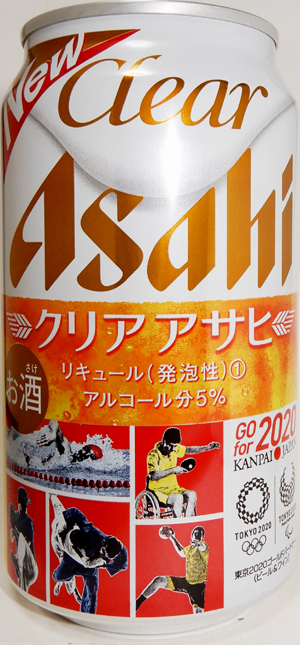 New
Clear
Asahi
クリア アサヒ
さけ
お酒
リキュール(発泡性)①
アルコール分5%
GO
for 2020
KANPAI JAPAN
TOKYO 2020
東京2020ゴールドパートナー
(ビール&ワイン)